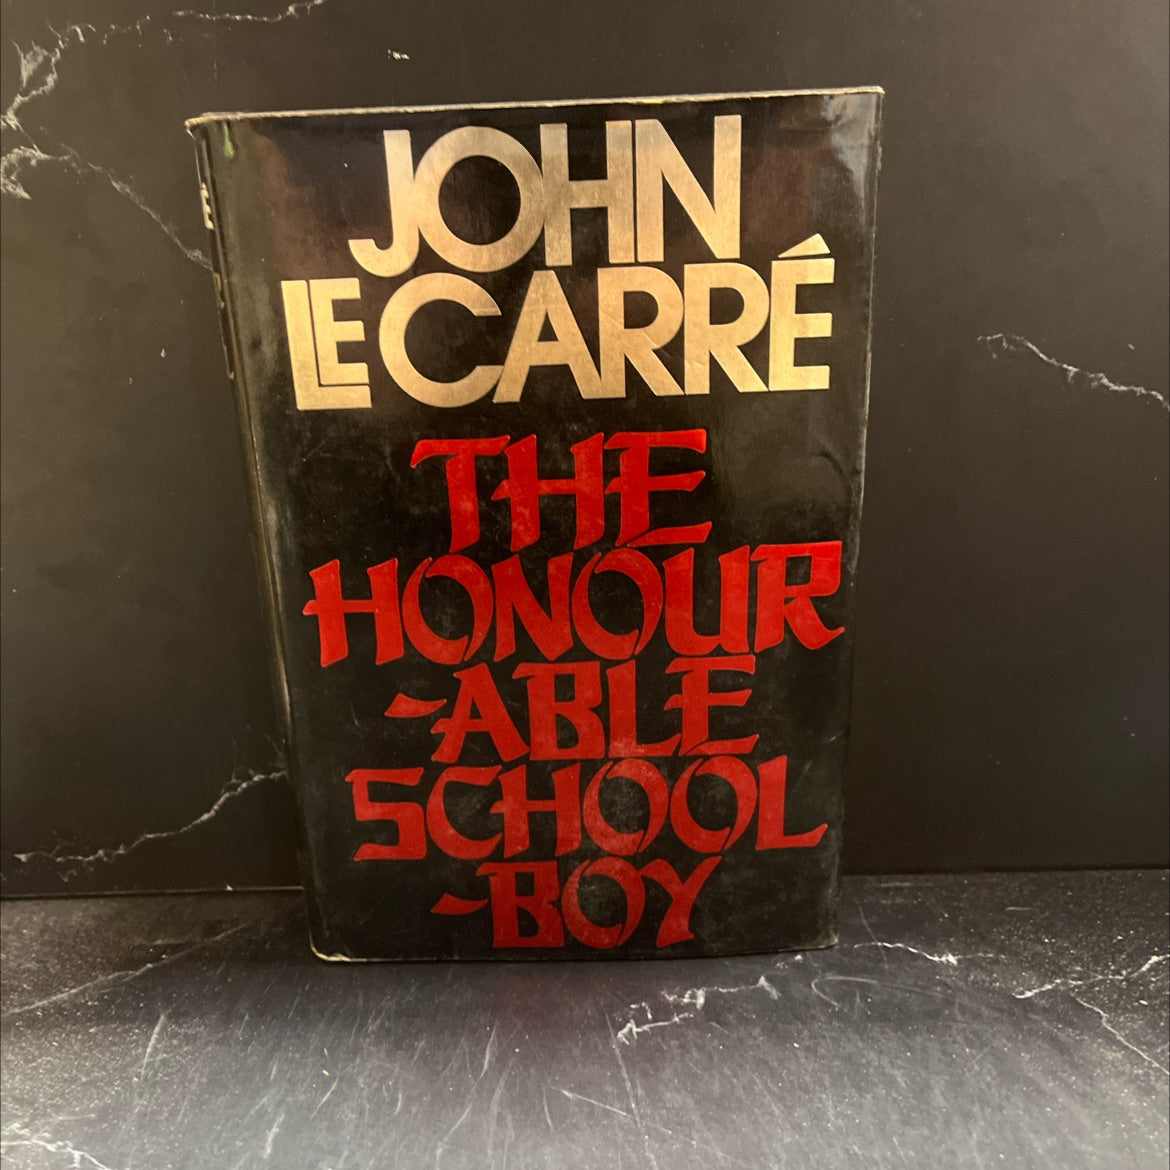 JOHN
LE CARRÉ
THE
HONOUR
-ABLE
SCHOOL
-BOY